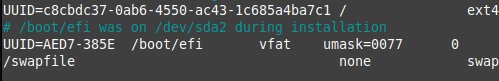 UUID=c8cbdc37-0ab6-4550-ac43-1c685a4ba7c1 / ext4
# /boot/efi was on /dev/sda2 during installation
UUID=AED7-385E /boot/efi vfat umask=0077 0
/swapfile none swap